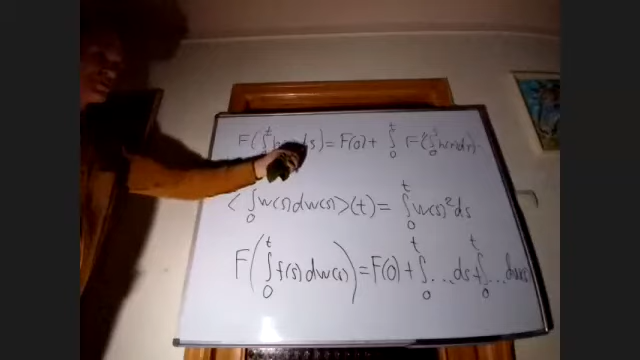 F(∫₀ᵗ h(s)ds) = F(0) + ∫₀ᵗ F'(∫₀ˢ h(r)dr)
⟨∫₀ w(s)dw(s)⟩(t) = ∫₀ᵗ w(s)²ds
F(∫₀ᵗ f(s)dw(s)) = F(0) + ∫₀ᵗ ... ds + ∫₀ᵗ ... dw(s)